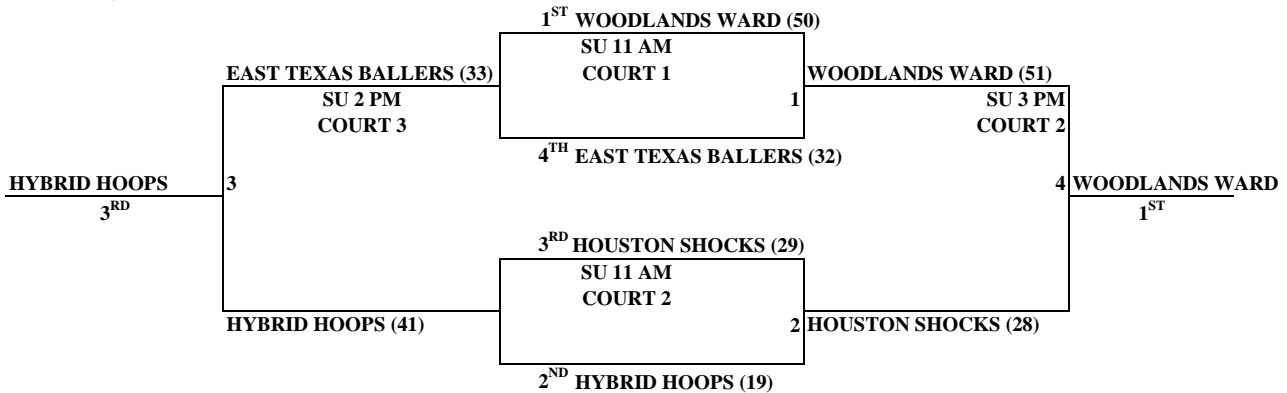 1ST WOODLANDS WARD (50)
SU 11 AM
COURT 1
EAST TEXAS BALLERS (33)
WOODLANDS WARD (51)
SU 2 PM
COURT 3
1
SU 3 PM
COURT 2
4TH EAST TEXAS BALLERS (32)
HYBRID HOOPS
3RD
3
4
WOODLANDS WARD
1ST
3RD HOUSTON SHOCKS (29)
SU 11 AM
COURT 2
HYBRID HOOPS (41)
2
HOUSTON SHOCKS (28)
2ND HYBRID HOOPS (19)